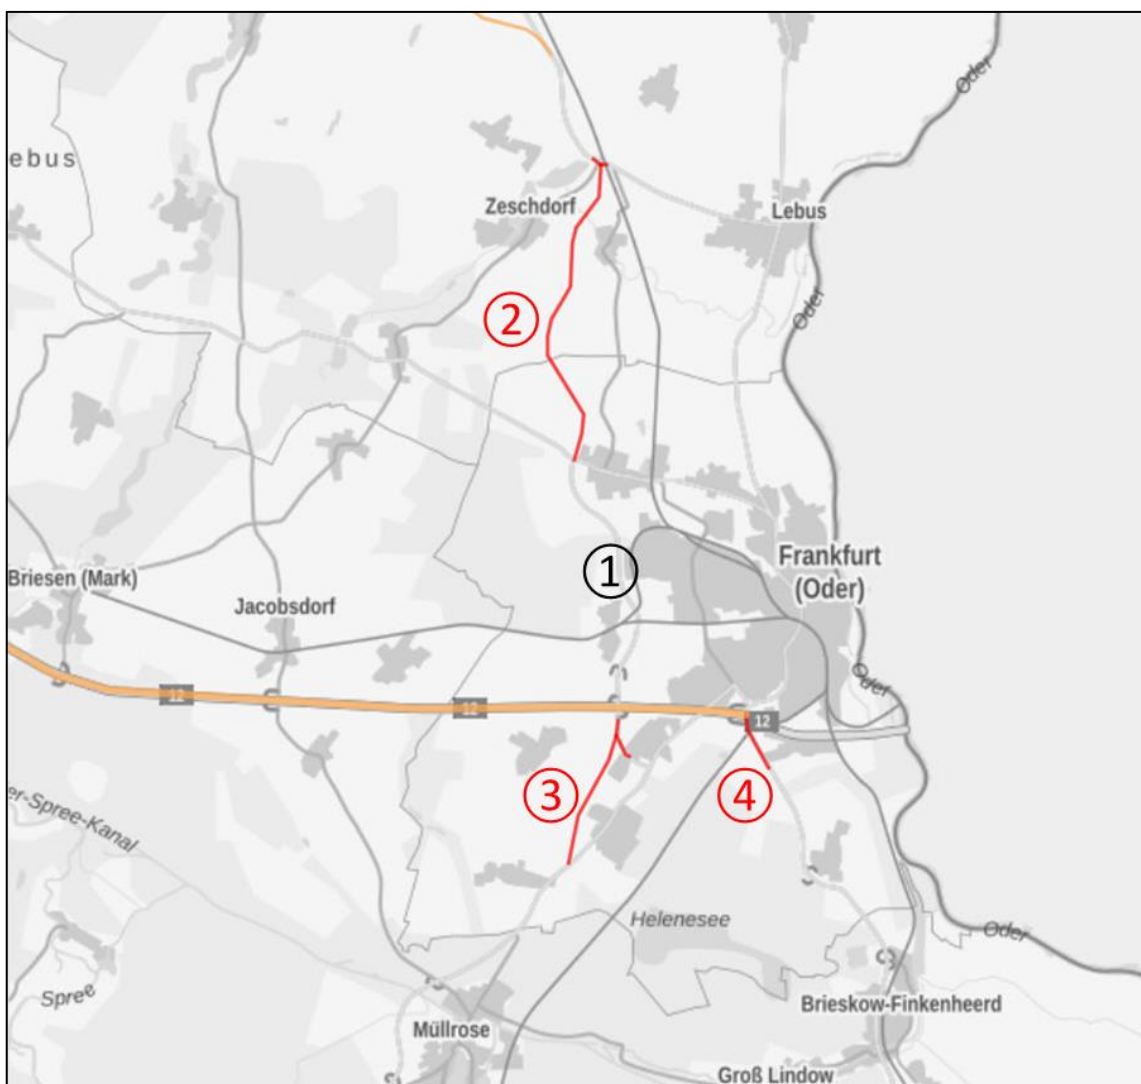 Oder
ebus
Zeschdorf
Lebus
②
Oder
①
Frankfurt
(Oder)
Briesen (Mark)
Jacobsdorf
Oder
12
12
12
③
④
er-Spree-Kanal
Helenesee
Oder
Spree
Brieskow-Finkenheerd
Müllrose
Groß Lindow